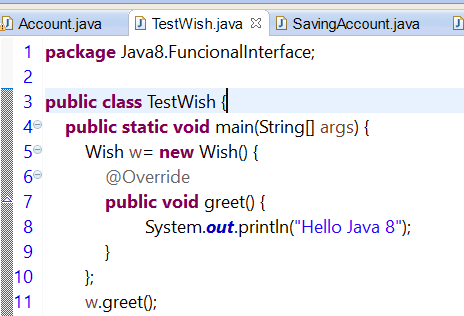 Account.java TestWish.java SavingAccount.java
1 package Java8.FuncionalInterface;
2
3 public class TestWish {
4 public static void main(String[] args) {
5 Wish w= new Wish() {
6 @Override
7 public void greet() {
8 System.out.println("Hello Java 8");
9 }
10 };
11 w.greet();